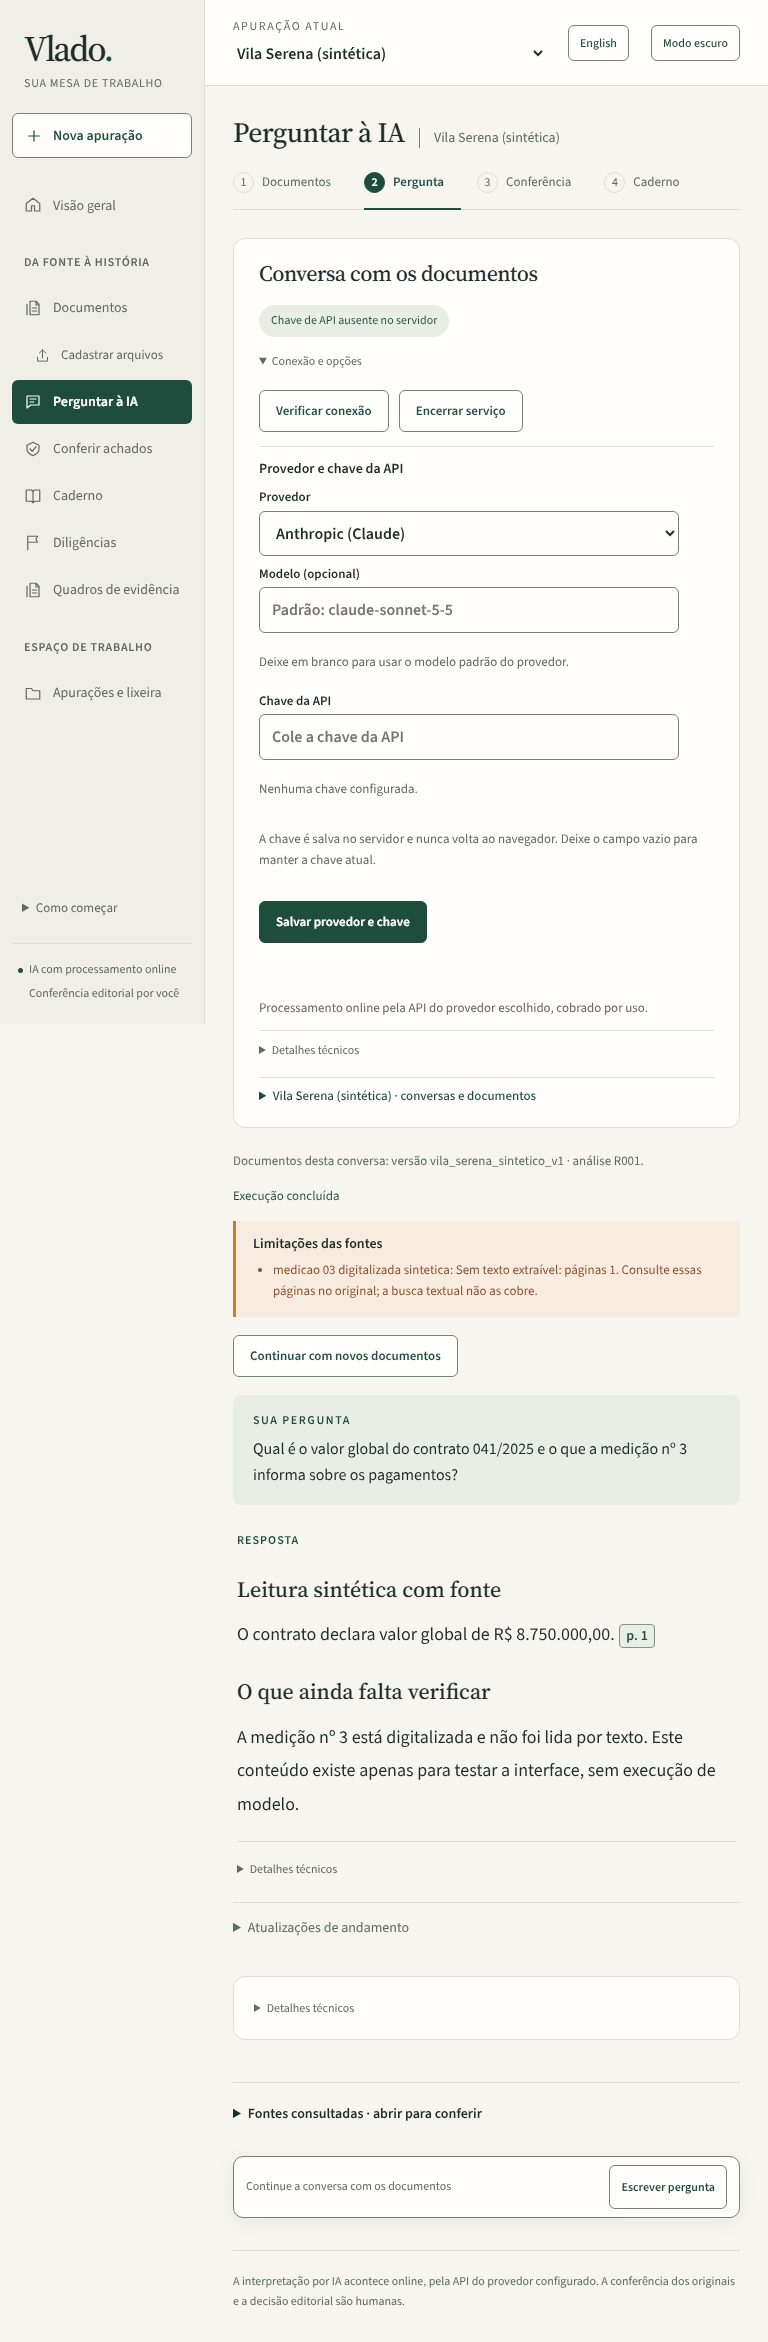 Vlado.
SUA MESA DE TRABALHO
Nova apuração
Visão geral
DA FONTE À HISTÓRIA
Documentos
Cadastrar arquivos
Perguntar à IA
Conferir achados
Caderno
Diligências
Quadros de evidência
ESPAÇO DE TRABALHO
Apurações e lixeira
Como começar
IA com processamento online
Conferência editorial por você
APURAÇÃO ATUAL
Vila Serena (sintética)
English
Modo escuro
Perguntar à IA
Vila Serena (sintética)
1 Documentos
2 Pergunta
3 Conferência
4 Caderno
Conversa com os documentos
Chave de API ausente no servidor
Conexão e opções
Verificar conexão
Encerrar serviço
Provedor e chave da API
Provedor
Anthropic (Claude)
Modelo (opcional)
Padrão: claude-sonnet-5-5
Deixe em branco para usar o modelo padrão do provedor.
Chave da API
Cole a chave da API
Nenhuma chave configurada.
A chave é salva no servidor e nunca volta ao navegador. Deixe o campo vazio para
manter a chave atual.
Salvar provedor e chave
Processamento online pela API do provedor escolhido, cobrado por uso.
Detalhes técnicos
Vila Serena (sintética) · conversas e documentos
Documentos desta conversa: versão vila_serena_sintetico_v1 · análise R001.
Execução concluída
Limitações das fontes
• medicao 03 digitalizada sintetica: Sem texto extraível: páginas 1. Consulte essas
páginas no original; a busca textual não as cobre.
Continuar com novos documentos
SUA PERGUNTA
Qual é o valor global do contrato 041/2025 e o que a medição nº 3
informa sobre os pagamentos?
RESPOSTA
Leitura sintética com fonte
O contrato declara valor global de R$ 8.750.000,00. p. 1
O que ainda falta verificar
A medição nº 3 está digitalizada e não foi lida por texto. Este
conteúdo existe apenas para testar a interface, sem execução de
modelo.
Detalhes técnicos
Atualizações de andamento
Detalhes técnicos
Fontes consultadas · abrir para conferir
Continue a conversa com os documentos
Escrever pergunta
A interpretação por IA acontece online, pela API do provedor configurado. A conferência dos originais
e a decisão editorial são humanas.